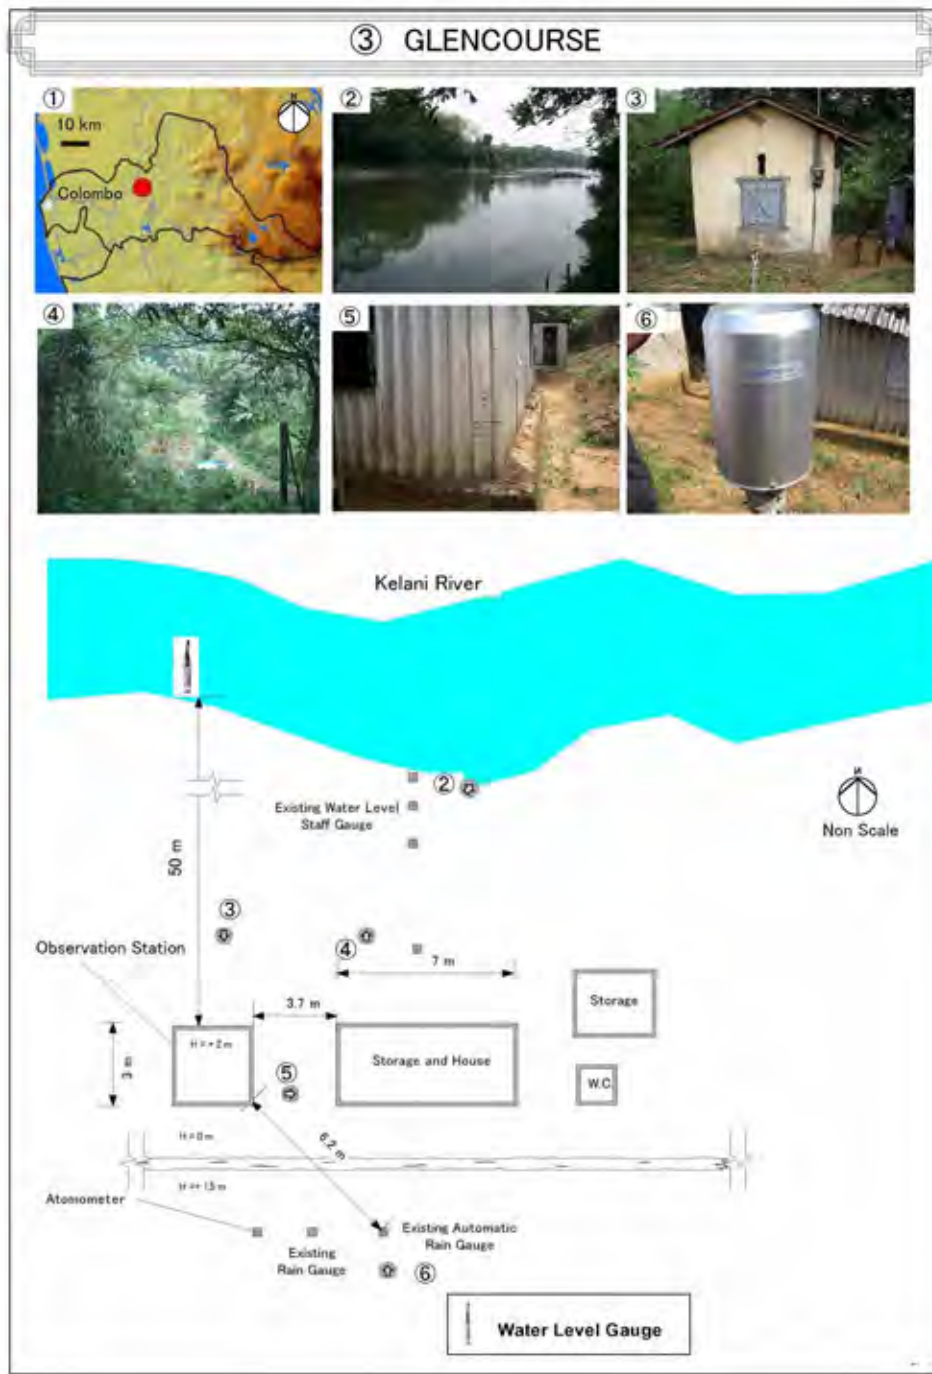 ③ GLENCOURSE
①
N
10 km
Colombo
②
③
④
⑤
⑥
Kelani River
②
Existing Water Level
Staff Gauge
N
Non Scale
50 m
③
④
Observation Station
7 m
3.7 m
Storage
3 m
H = + 2 m
Storage and House
⑤
W.C.
6.2 m
H = 0 m
Atomometer
Existing Automatic
Rain Gauge
Existing
Rain Gauge
⑥
Water Level Gauge